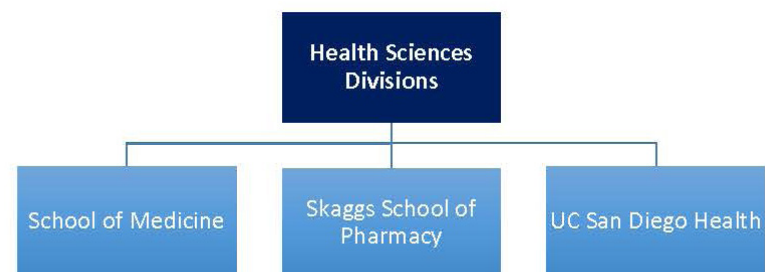 Health Sciences
Divisions
School of Medicine
Skaggs School of
Pharmacy
UC San Diego Health